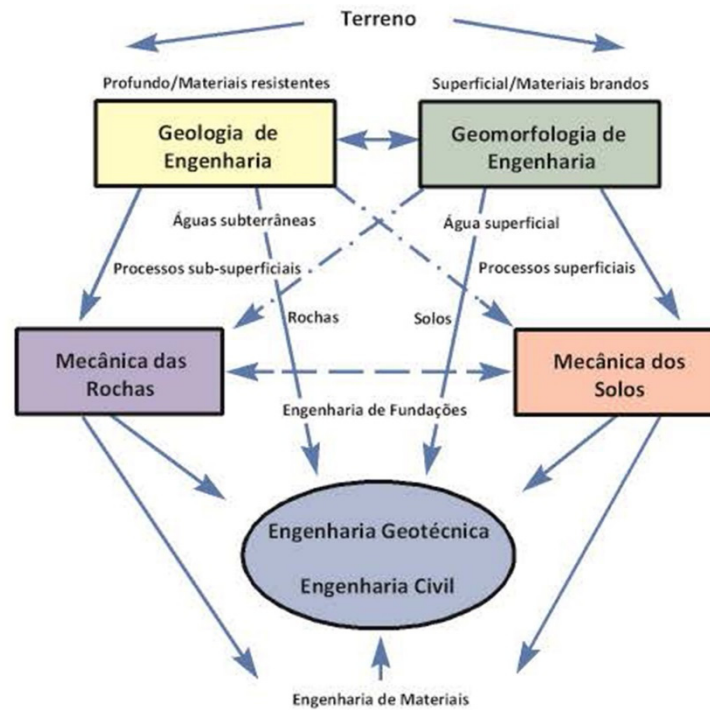 Terreno
Profundo/Materiais resistentes
Superficial/Materiais brandos
Geologia de
Engenharia
Geomorfologia de
Engenharia
Águas subterrâneas
Água superficial
Processos sub-superficiais
Processos superficiais
Rochas
Solos
Mecânica das
Rochas
Mecânica dos
Solos
Engenharia de Fundações
Engenharia Geotécnica
Engenharia Civil
Engenharia de Materiais